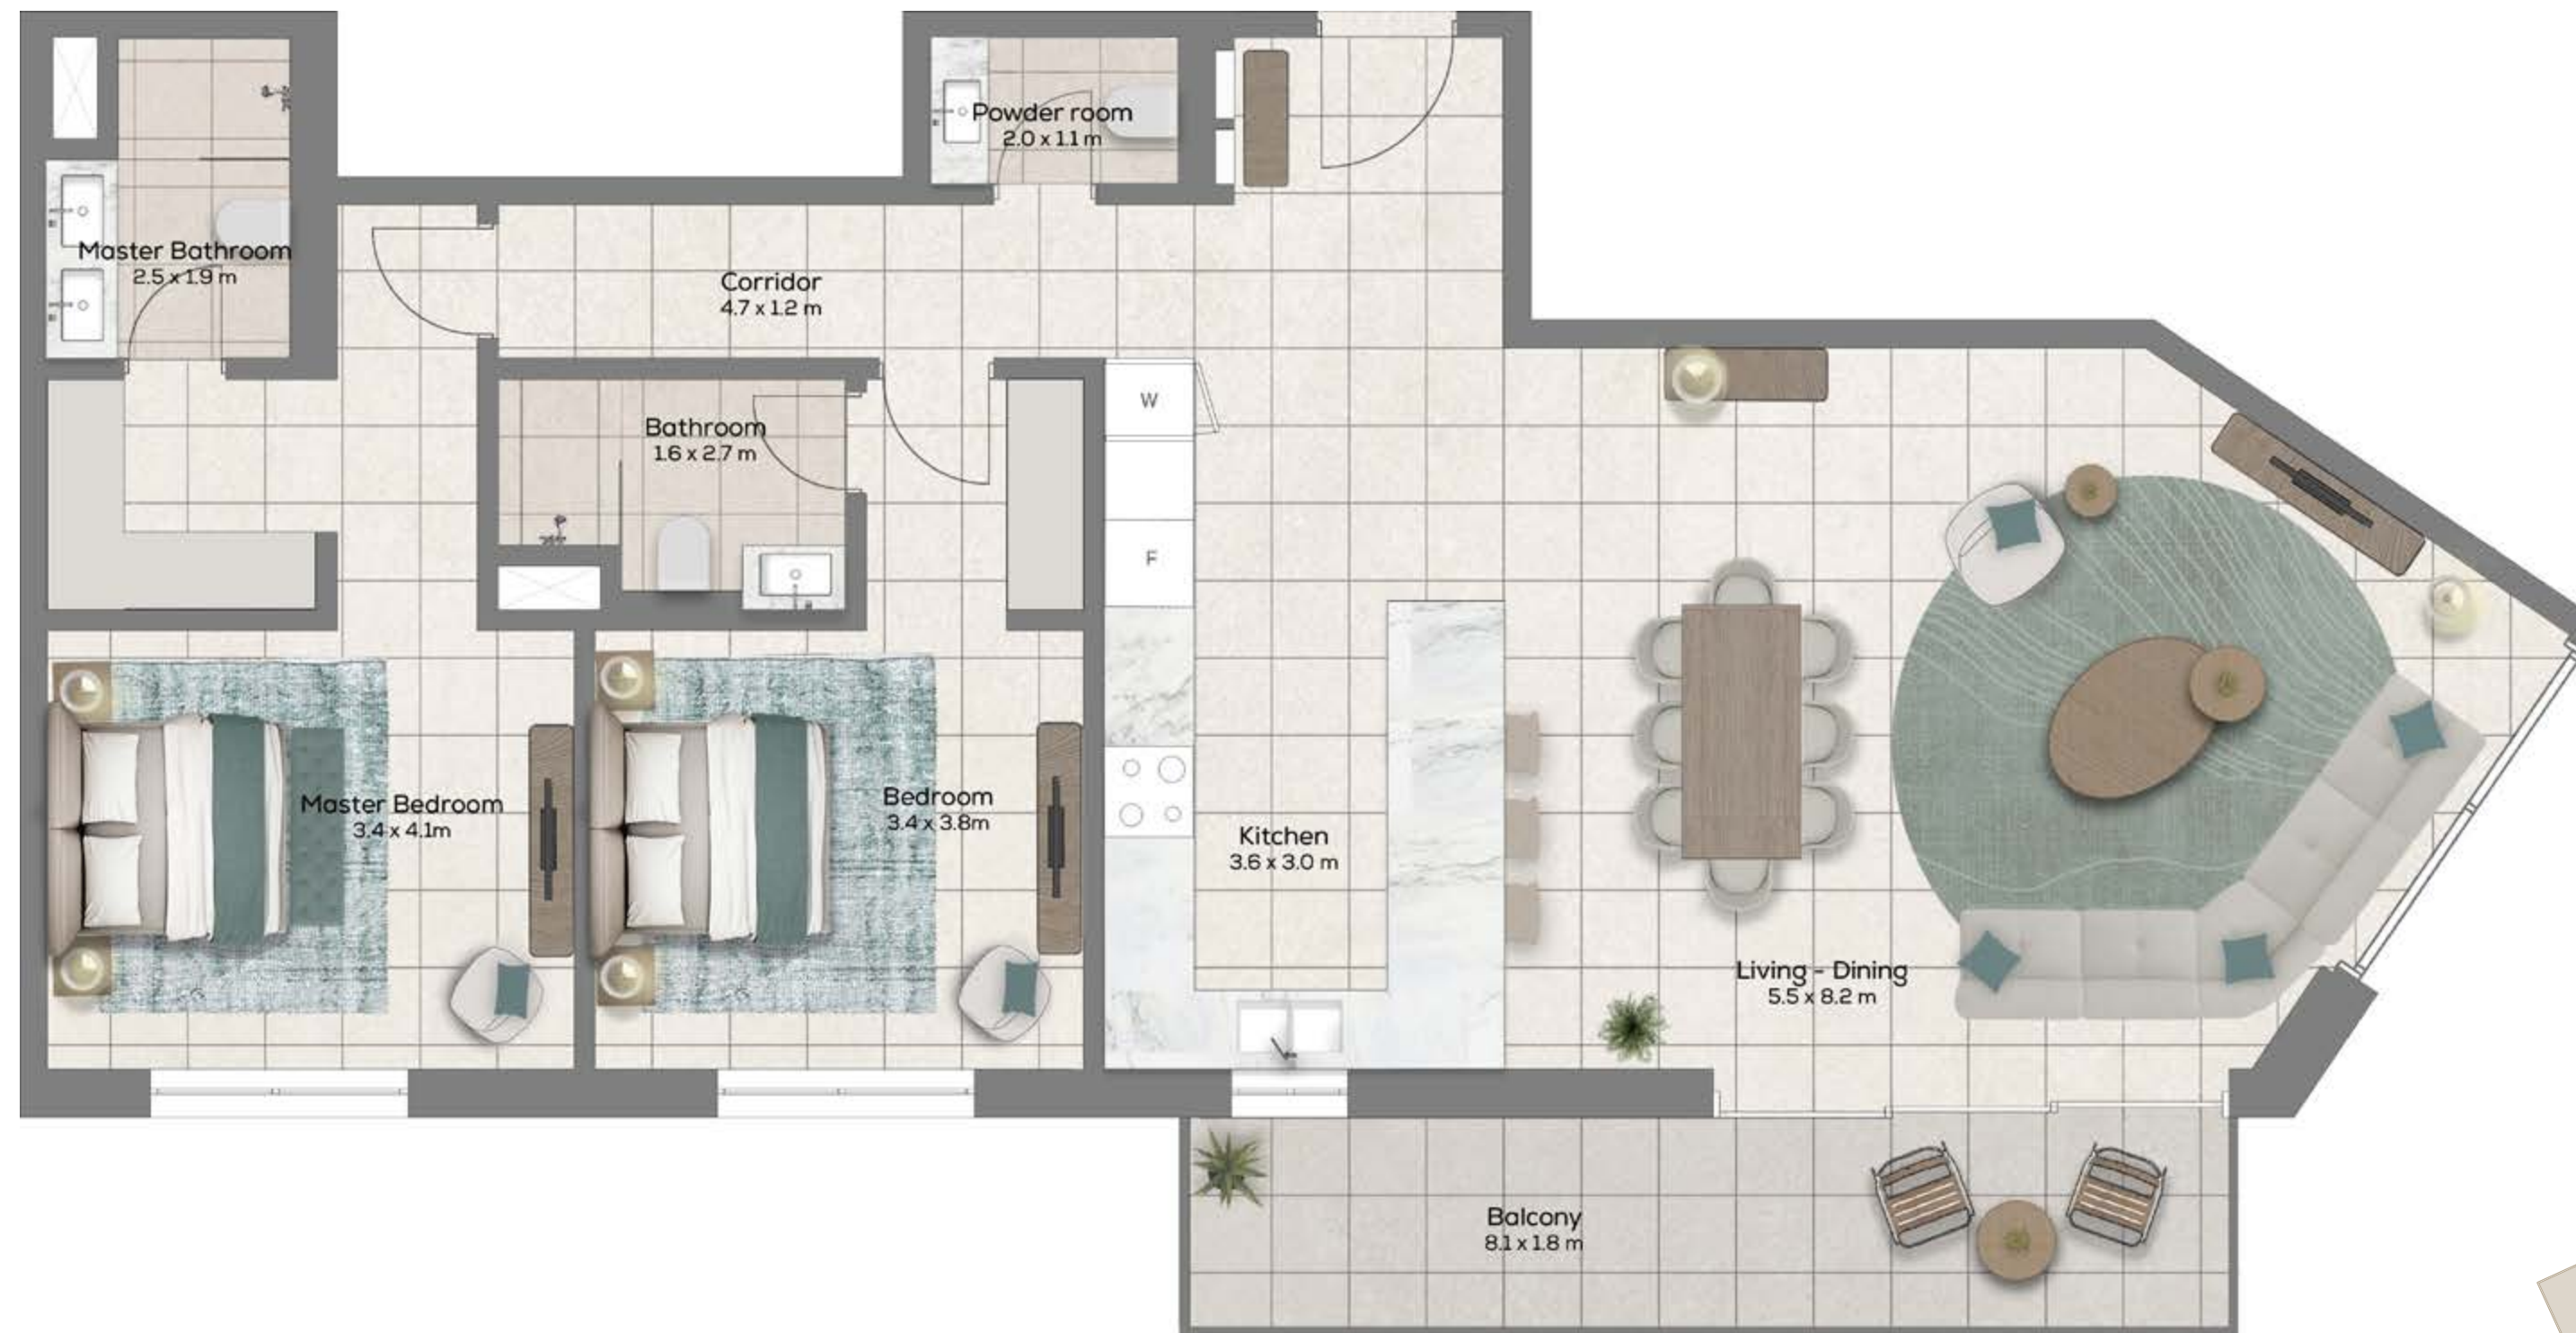 Powder room
2.0 x 1.1 m
Master Bathroom
2.5 x 1.9 m
Corridor
4.7 x 1.2 m
W
Bathroom
1.6 x 2.7 m
F
Master Bedroom
3.4 x 4.1m
Bedroom
3.4 x 3.8m
Kitchen
3.6 x 3.0 m
Living - Dining
5.5 x 8.2 m
Balcony
8.1 x 1.8 m